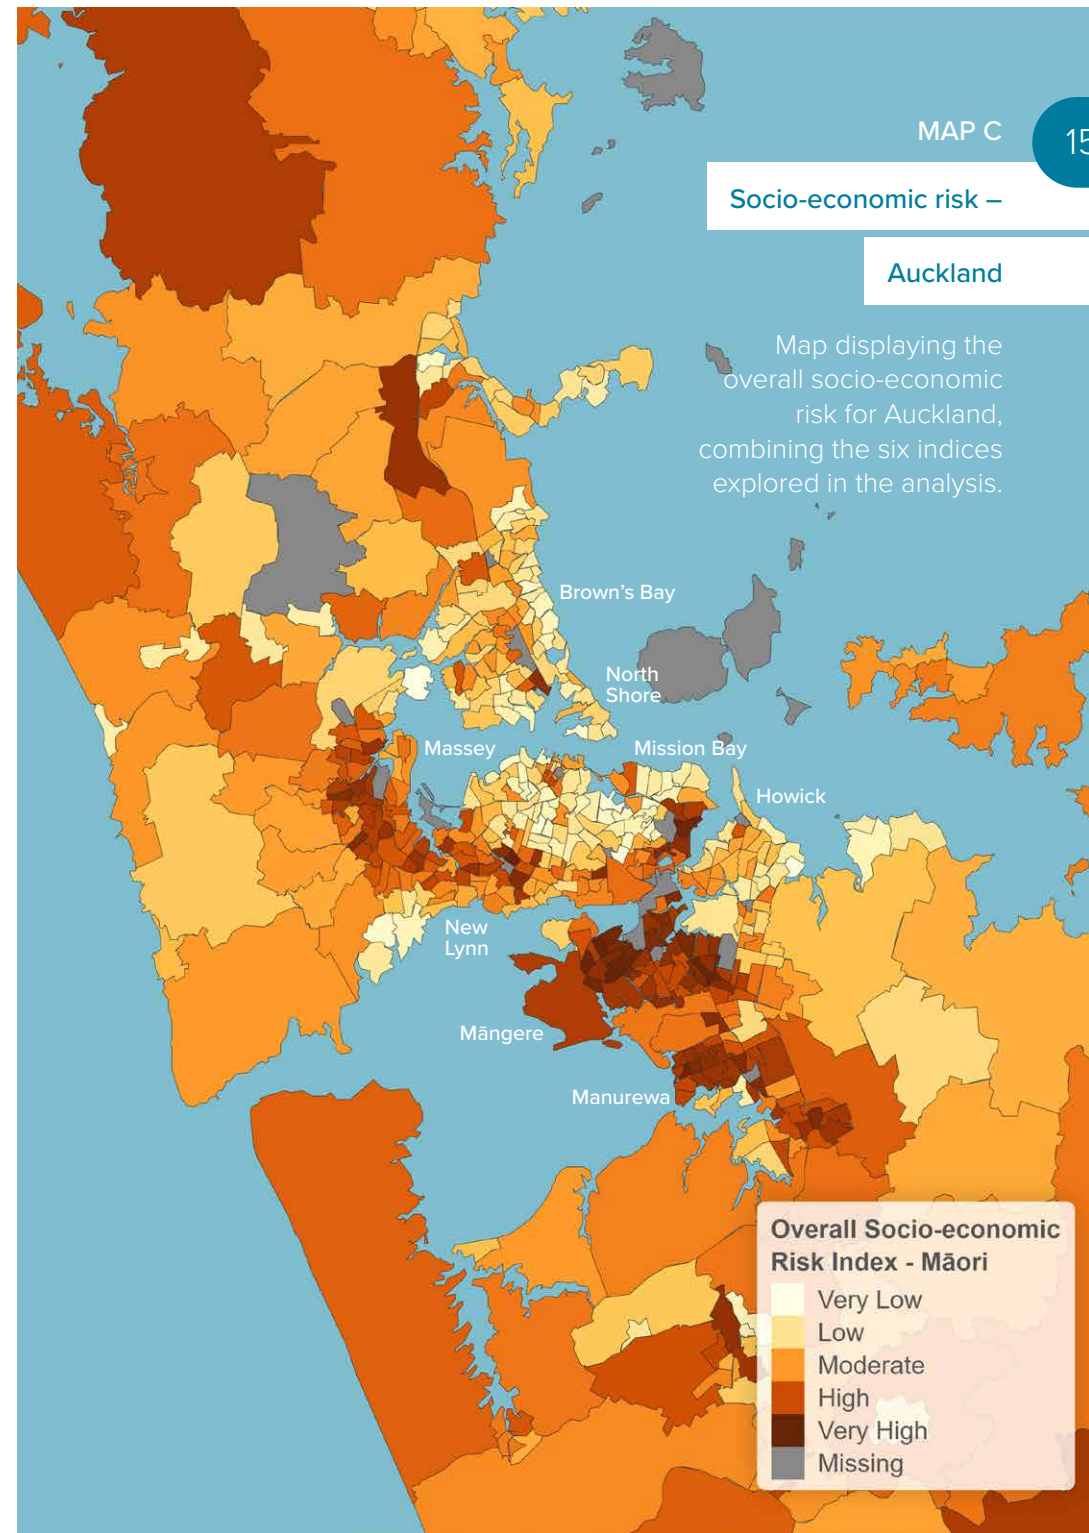 MAP C
15
Socio-economic risk –
Auckland
Map displaying the
overall socio-economic
risk for Auckland,
combining the six indices
explored in the analysis.
Brown's Bay
North
Shore
Massey
Mission Bay
Howick
New
Lynn
Māngere
Manurewa
Overall Socio-economic
Risk Index - Māori
Very Low
Low
Moderate
High
Very High
Missing